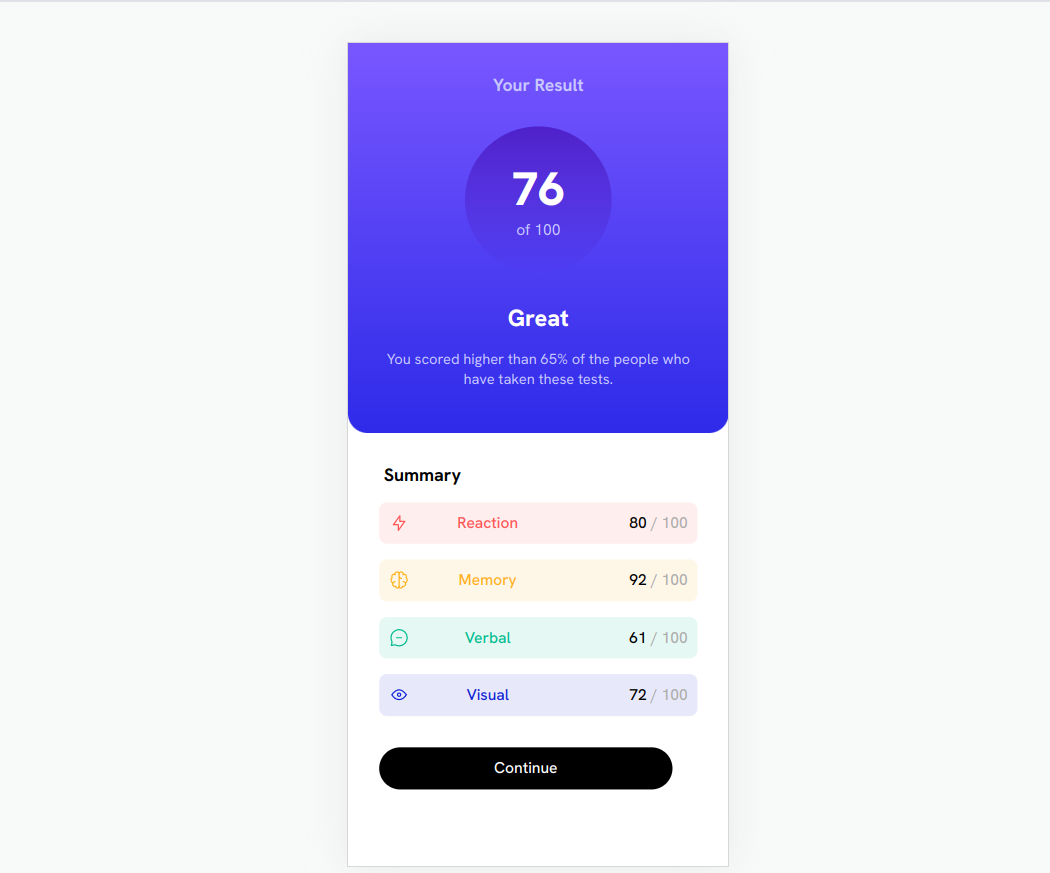 Your Result
76
of 100
Great
You scored higher than 65% of the people who
have taken these tests.
Summary
Reaction 80 / 100
Memory 92 / 100
Verbal 61 / 100
Visual 72 / 100
Continue